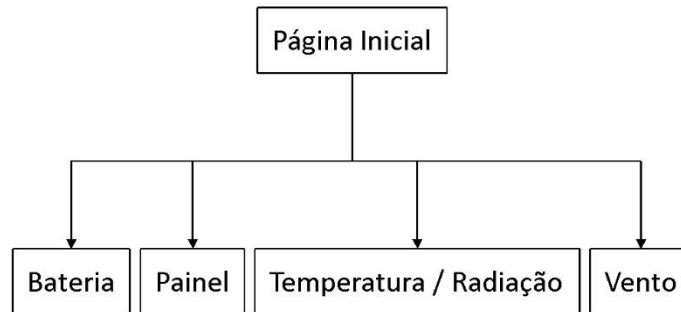 Página Inicial
Bateria
Painel
Temperatura / Radiação
Vento